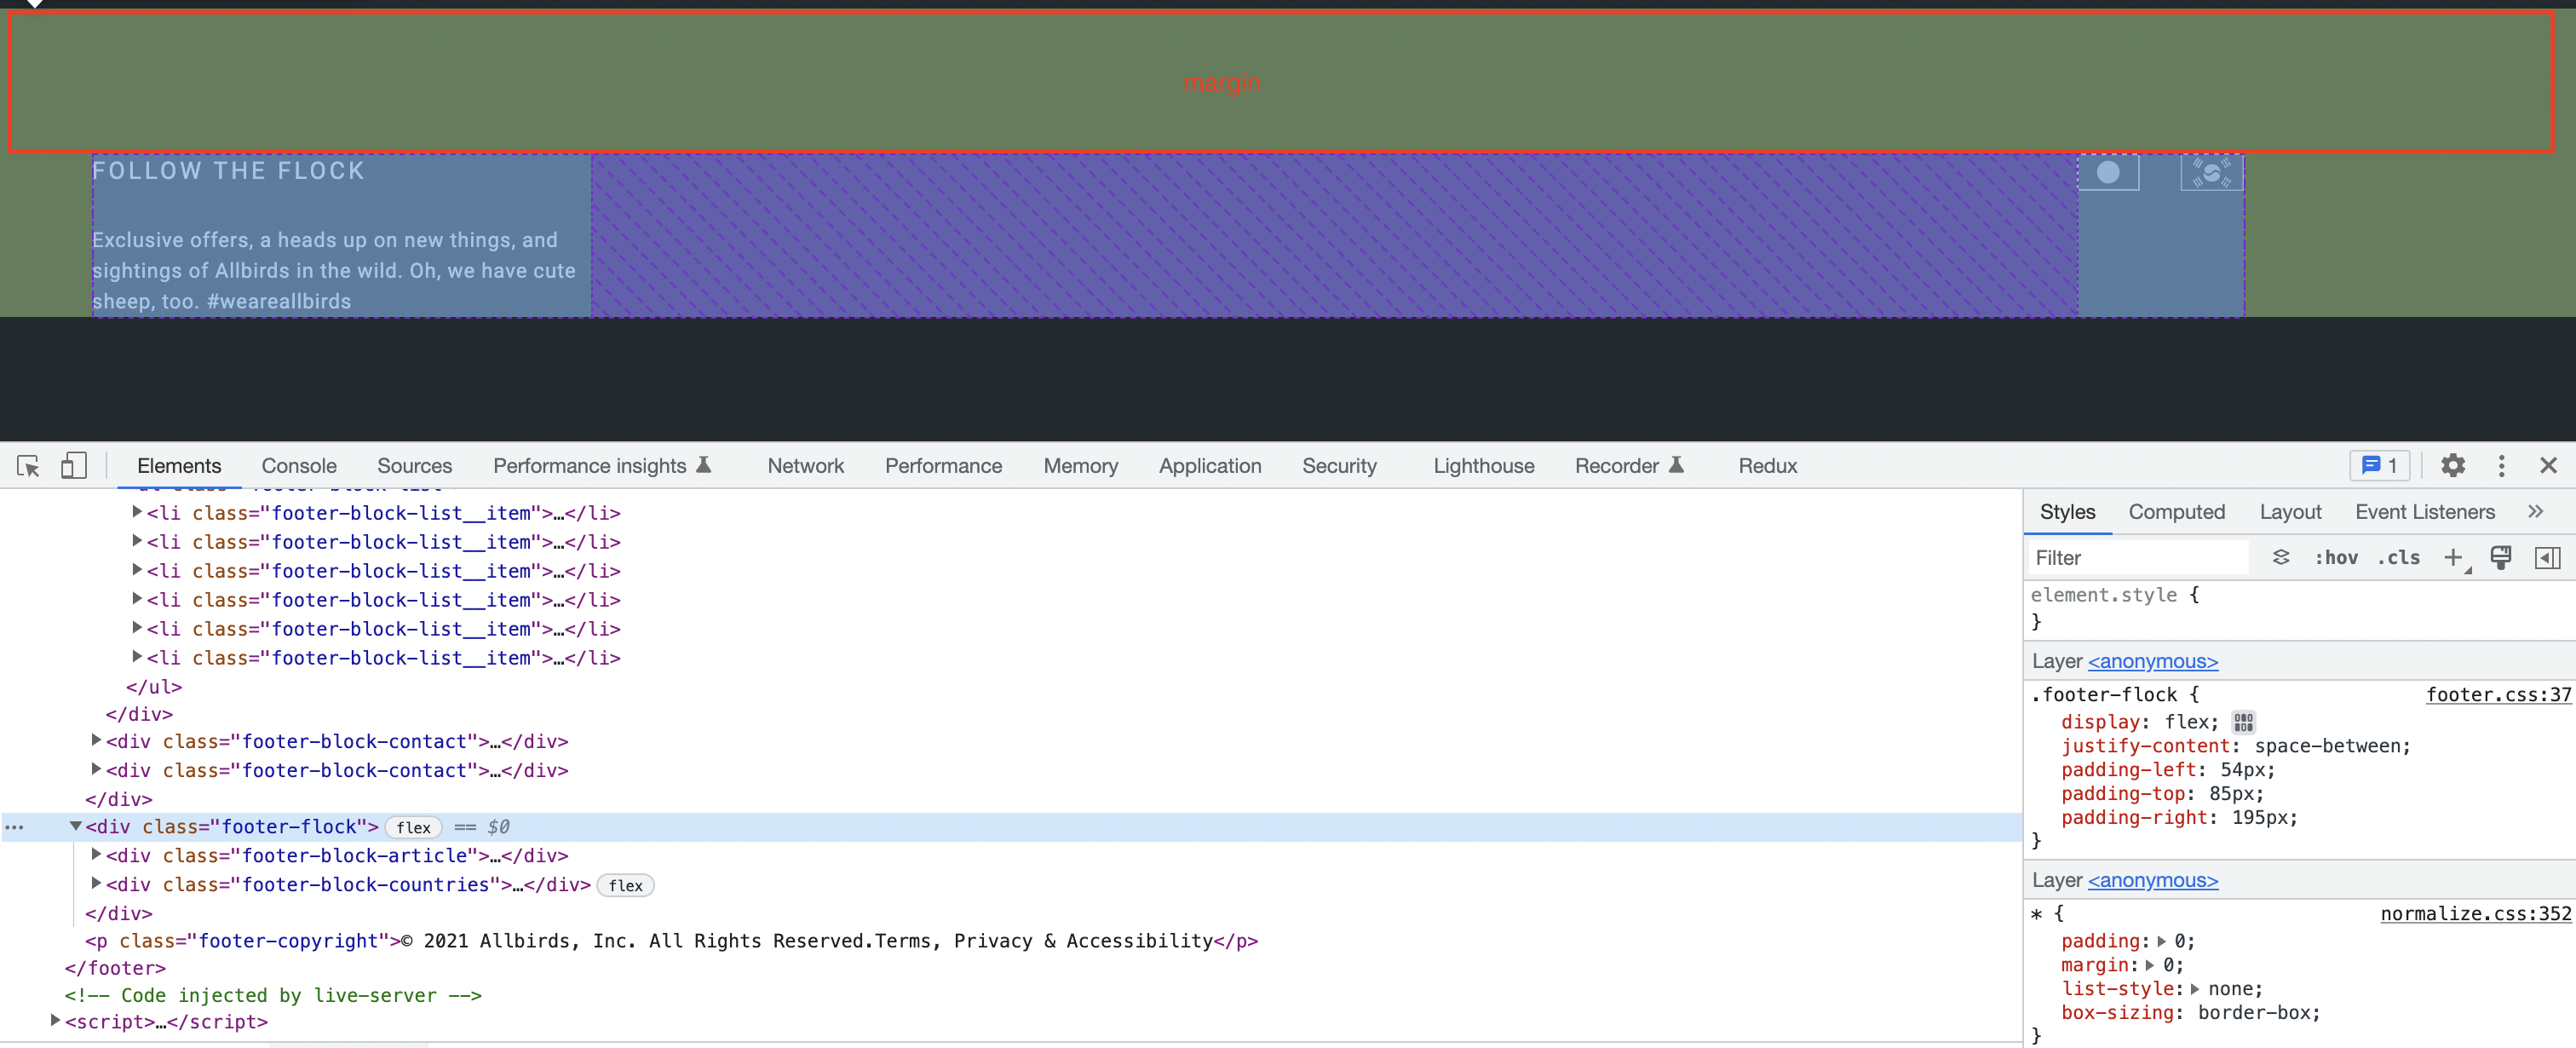 margin
FOLLOW THE FLOCK
Exclusive offers, a heads up on new things, and
sightings of Allbirds in the wild. Oh, we have cute
sheep, too. #weareallbirds
Elements Console Sources Performance insights Network Performance Memory Application Security Lighthouse Recorder Redux 1
<li class="footer-block-list__item">…</li>
<li class="footer-block-list__item">…</li>
<li class="footer-block-list__item">…</li>
<li class="footer-block-list__item">…</li>
<li class="footer-block-list__item">…</li>
<li class="footer-block-list__item">…</li>
</ul>
</div>
<div class="footer-block-contact">…</div>
<div class="footer-block-contact">…</div>
</div>
<div class="footer-flock"> flex == $0
<div class="footer-block-article">…</div>
<div class="footer-block-countries">…</div> flex
</div>
<p class="footer-copyright">© 2021 Allbirds, Inc. All Rights Reserved.Terms, Privacy & Accessibility</p>
</footer>
<!-- Code injected by live-server -->
<script>…</script>
Styles Computed Layout Event Listeners
Filter :hov .cls
element.style {
}
Layer <anonymous>
.footer-flock { footer.css:37
display: flex;
justify-content: space-between;
padding-left: 54px;
padding-top: 85px;
padding-right: 195px;
}
Layer <anonymous>
* { normalize.css:352
padding: 0;
margin: 0;
list-style: none;
box-sizing: border-box;
}